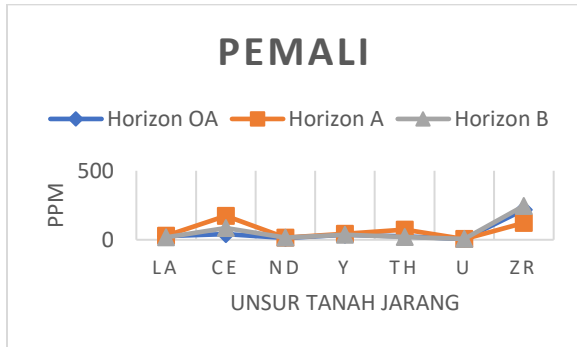 PEMALI
Horizon OA Horizon A Horizon B
500
0
PPM
LA CE ND Y TH U ZR
UNSUR TANAH JARANG